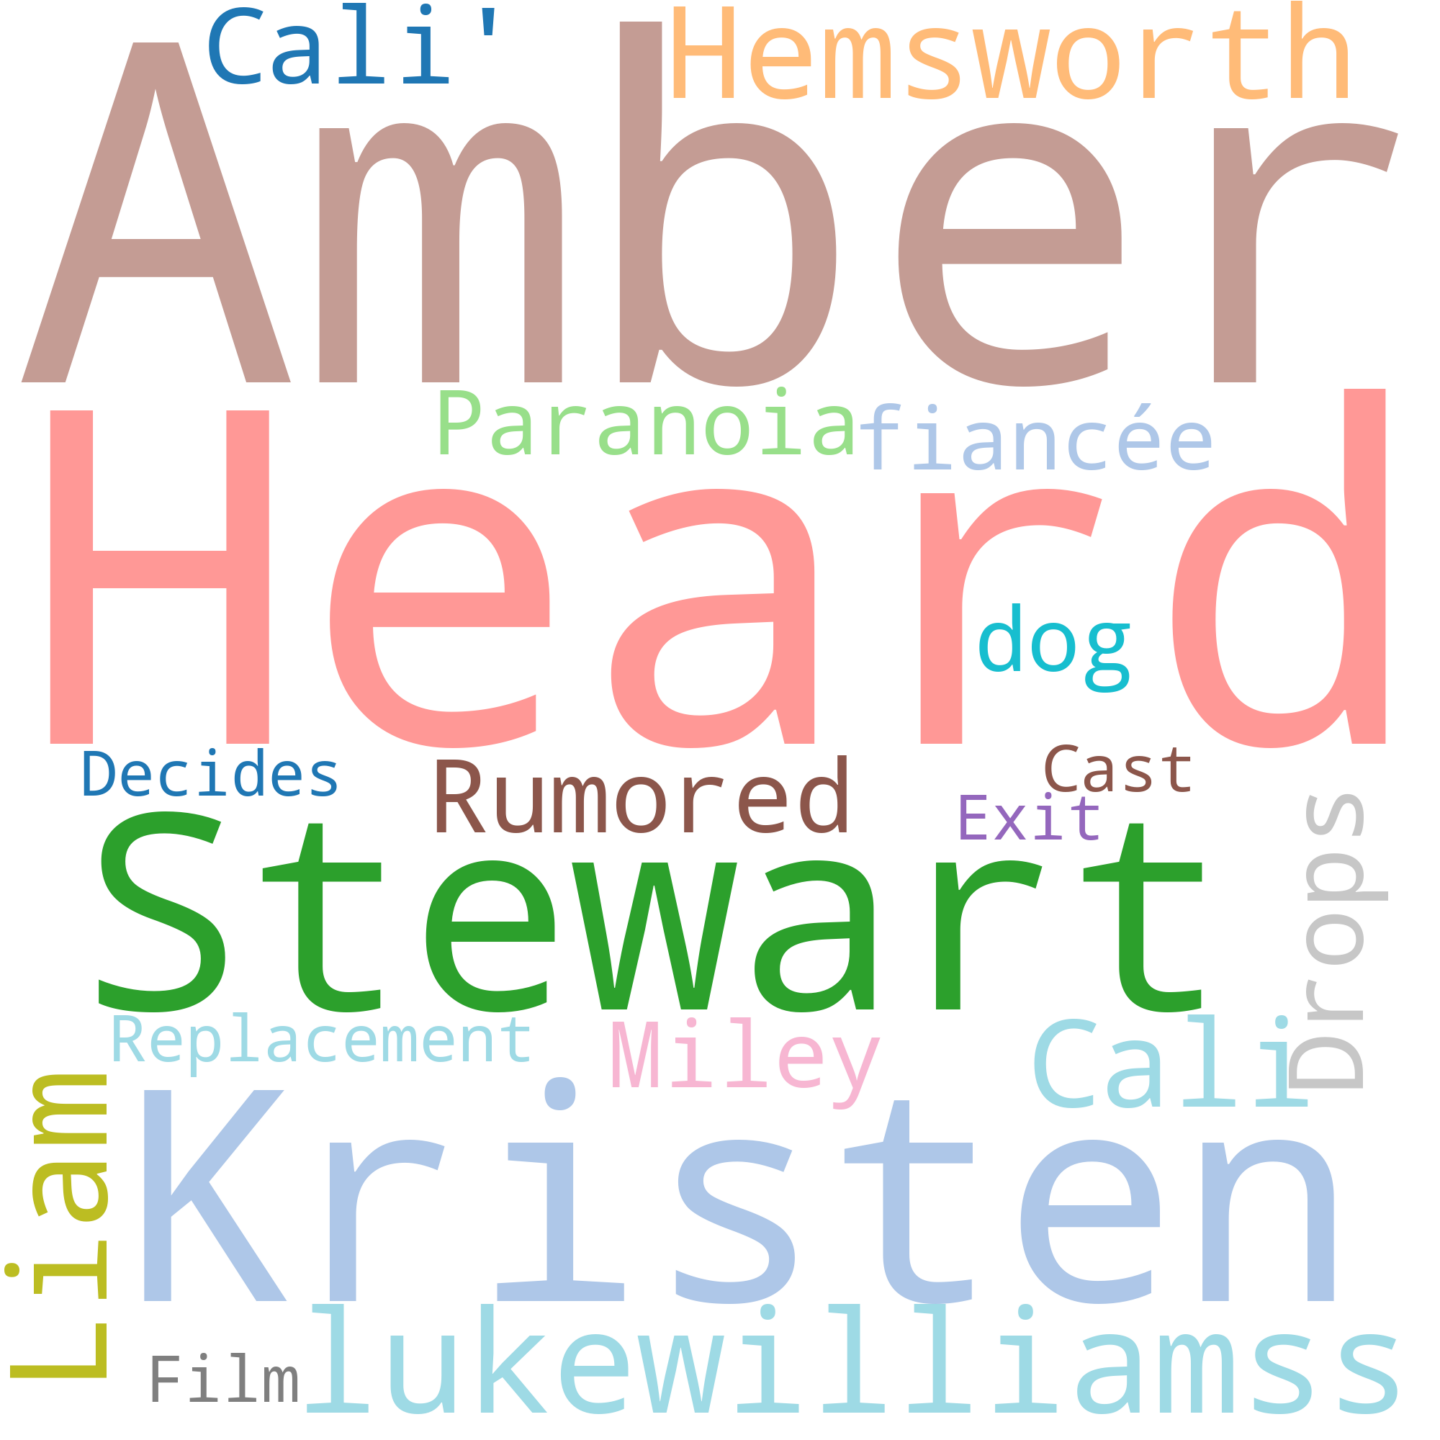 Cali'
Hemsworth
Amber
Paranoia
fiancée
Heard
dog
Decides
Rumored
Cast
Exit
Stewart
Drops
Replacement
Miley
Cali
Liam
Kristen
Film
lukewilliamss